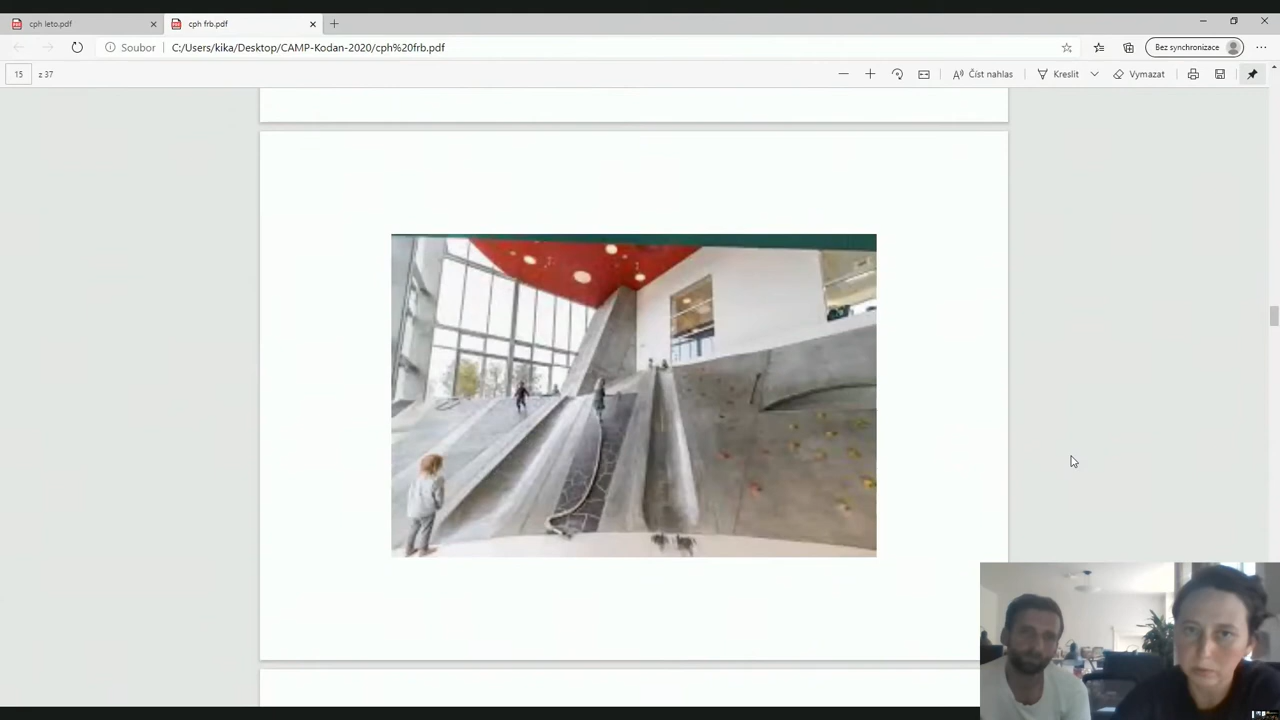 cph leto.pdf
cph frb.pdf
Bez synchronizace
Soubor C:/Users/kika/Desktop/CAMP-Kodan-2020/cph%20frb.pdf
15 z 37
Číst nahlas
Kreslit
Vymazat